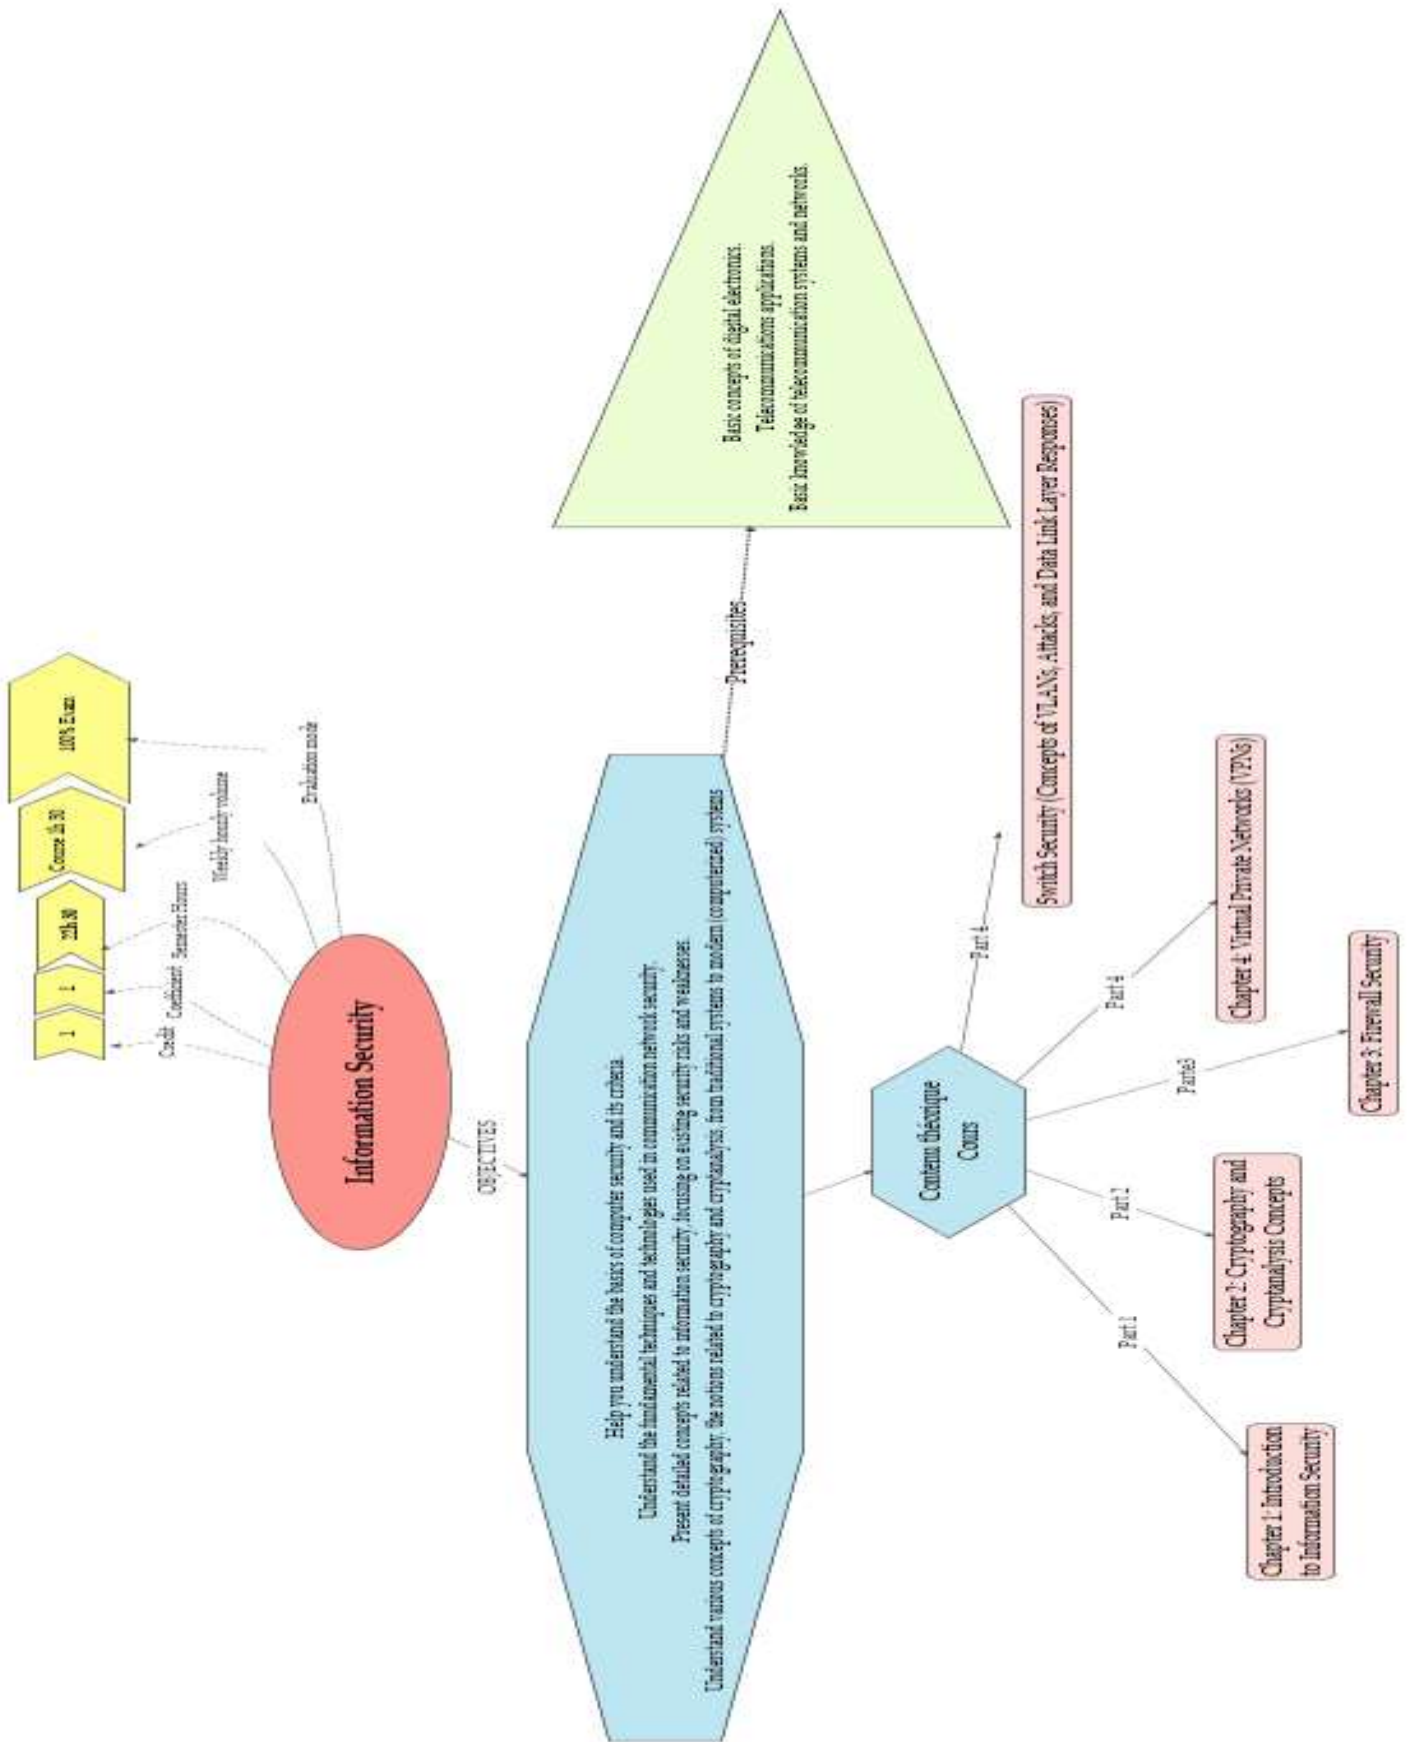 1
1
22h 30
Course 1h 30
100% Exam
Credit
Coefficient
Semester Hours
Weekly hourly volume
Evaluation mode
Information Security
OBJECTIVES
Help you understand the basics of computer security and its criteria.
Understand the fundamental techniques and technologies used in communication network security.
Present detailed concepts related to information security, focusing on existing security risks and weaknesses.
Understand various concepts of cryptography, the notions related to cryptography and cryptanalysis, from traditional systems to modern (computerized) systems
Prerequisites
Basic concepts of digital electronics.
Telecommunications applications.
Basic knowledge of telecommunication systems and networks.
Contenu théorique
Cours
Part 1
Part 2
Parte3
Part 4
Part 4
Chapter 1: Introduction
to Information Security
Chapter 2: Cryptography and
Cryptanalysis Concepts
Chapter 3: Firewall Security
Chapter 4: Virtual Private Networks (VPNs)
Switch Security (Concepts of VLANs, Attacks, and Data Link Layer Responses)